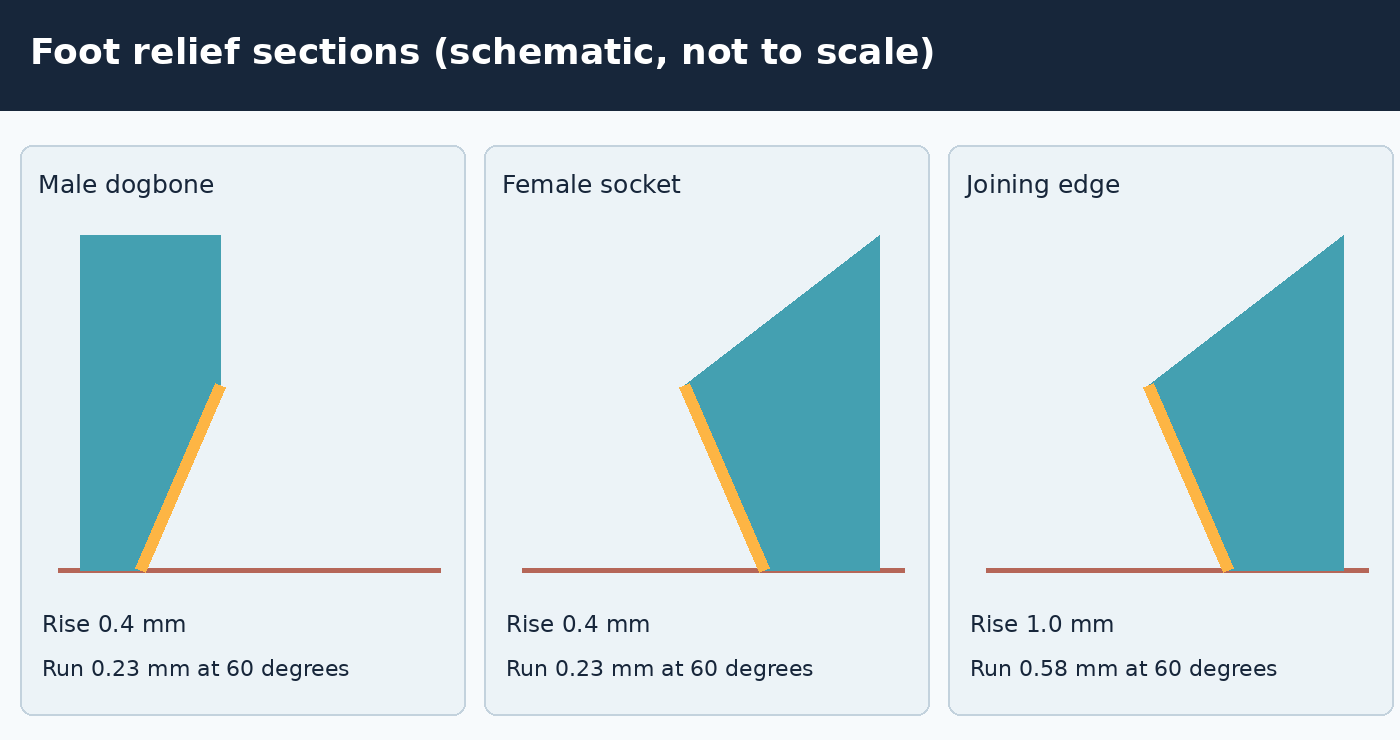 Foot relief sections (schematic, not to scale)
Male dogbone
Rise 0.4 mm
Run 0.23 mm at 60 degrees
Female socket
Rise 0.4 mm
Run 0.23 mm at 60 degrees
Joining edge
Rise 1.0 mm
Run 0.58 mm at 60 degrees